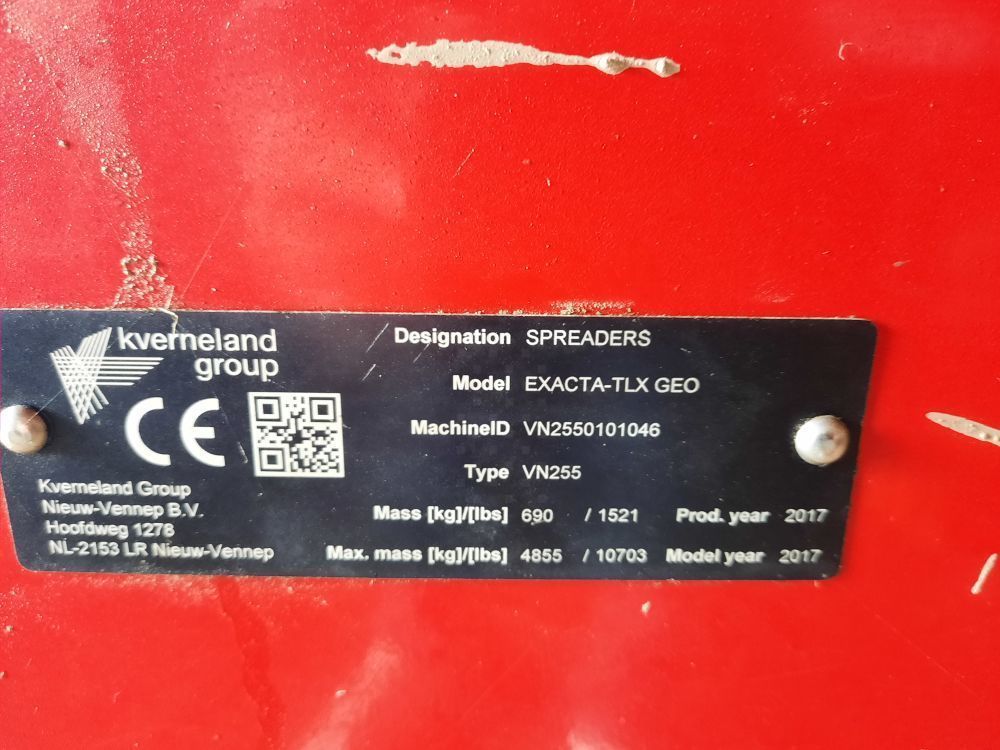 kverneland
group
CE
Kverneland Group
Nieuw-Vennep B.V.
Hoofdweg 1278
NL-2153 LR Nieuw-Vennep
Designation SPREADERS
Model EXACTA-TLX GEO
MachineID VN2550101046
Type VN255
Mass [kg]/[lbs] 690 / 1521 Prod. year 2017
Max. mass [kg]/[lbs] 4855 / 10703 Model year 2017